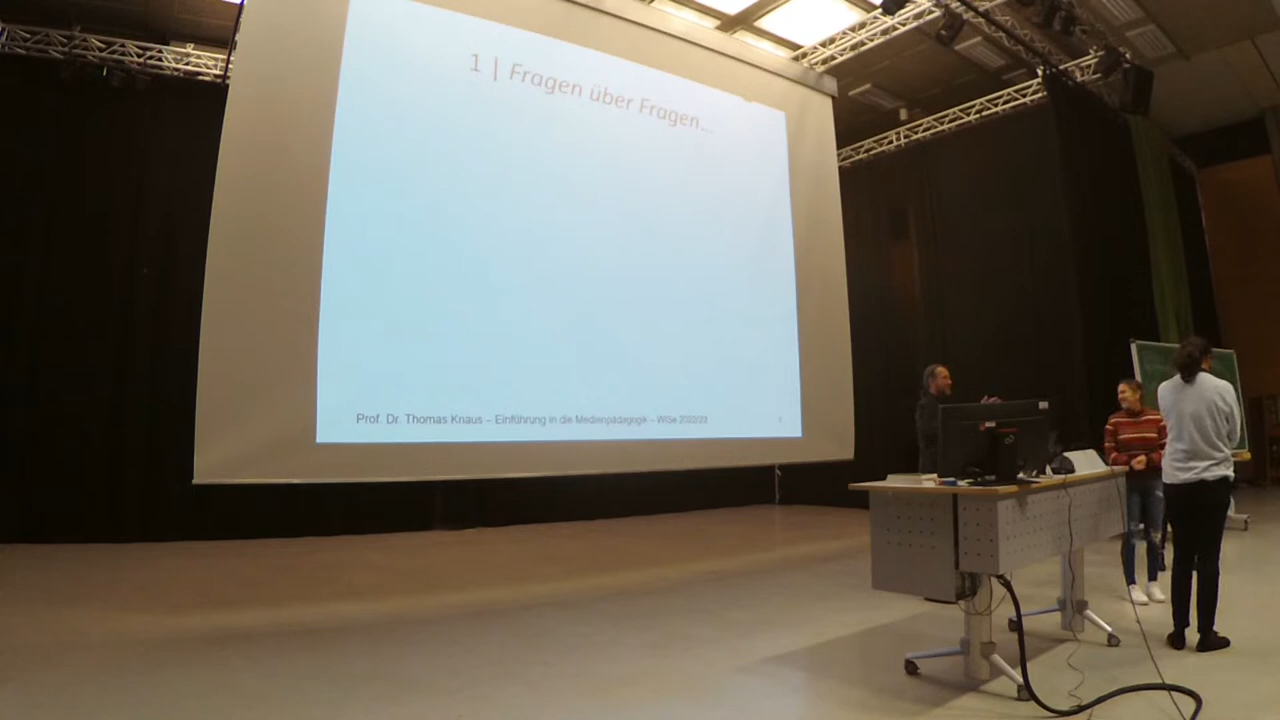 1 | Fragen über Fragen...
Prof. Dr. Thomas Knaus – Einführung in die Medienpädagogik – WiSe 2022/23